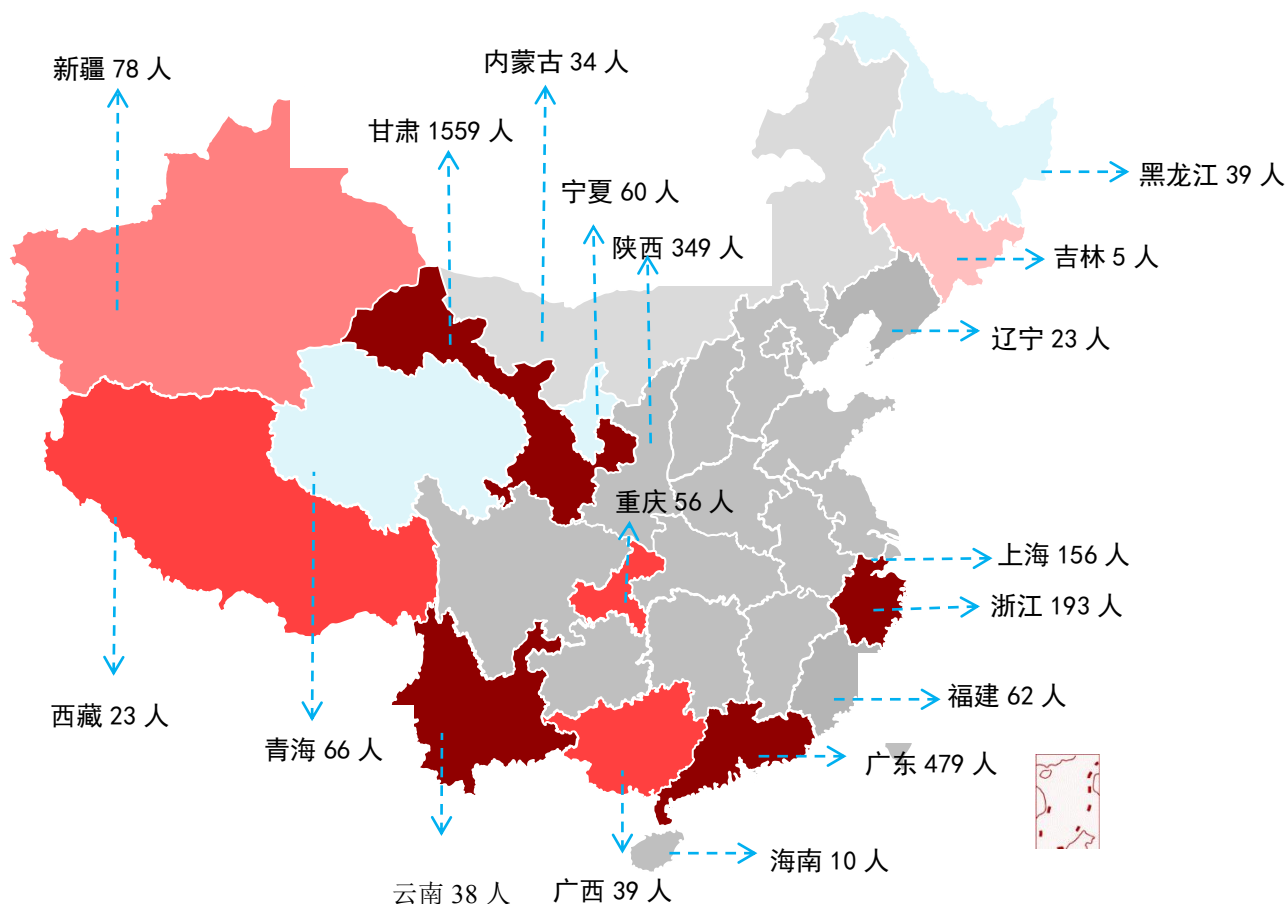 内蒙古 34 人
新疆 78 人
甘肃 1559 人
黑龙江 39 人
宁夏 60 人
陕西 349 人
吉林 5 人
辽宁 23 人
重庆 56 人
上海 156 人
浙江 193 人
福建 62 人
西藏 23 人
青海 66 人
广东 479 人
海南 10 人
云南 38 人
广西 39 人